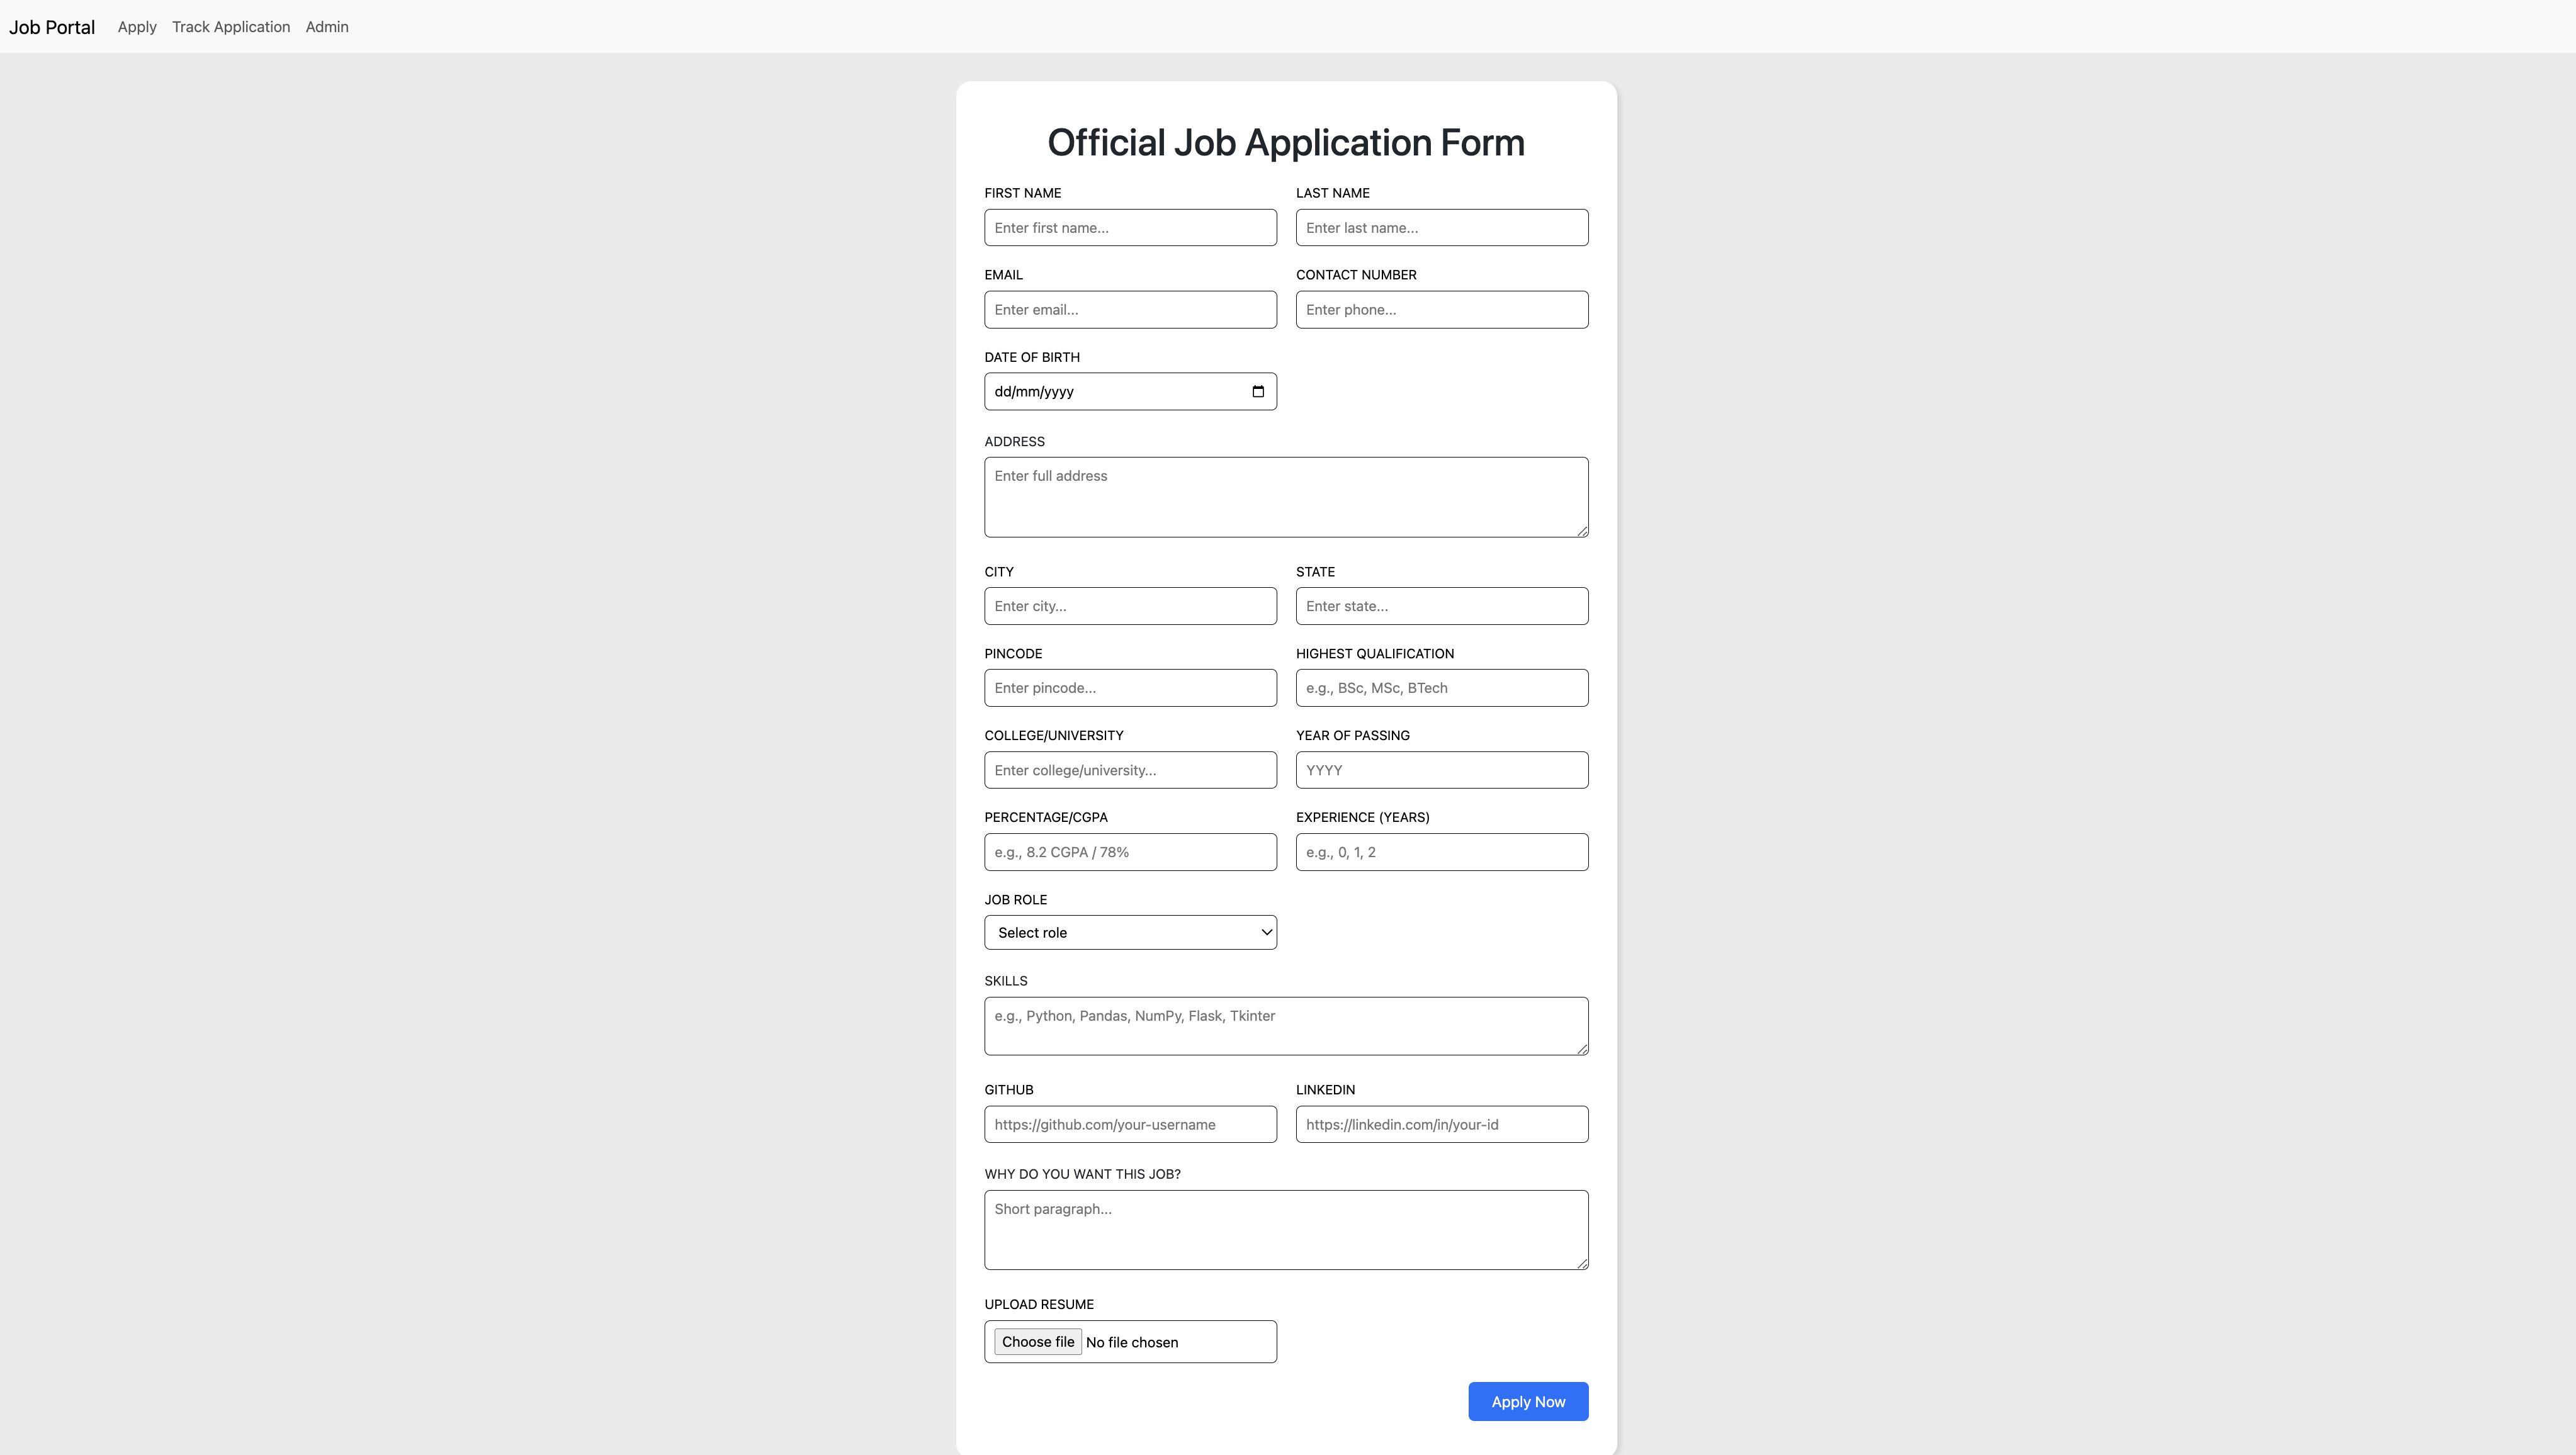 Job Portal Apply Track Application Admin
Official Job Application Form
FIRST NAME LAST NAME
Enter first name... Enter last name...
EMAIL CONTACT NUMBER
Enter email... Enter phone...
DATE OF BIRTH
dd/mm/yyyy
ADDRESS
Enter full address
CITY STATE
Enter city... Enter state...
PINCODE HIGHEST QUALIFICATION
Enter pincode... e.g., BSc, MSc, BTech
COLLEGE/UNIVERSITY YEAR OF PASSING
Enter college/university... YYYY
PERCENTAGE/CGPA EXPERIENCE (YEARS)
e.g., 8.2 CGPA / 78% e.g., 0, 1, 2
JOB ROLE
Select role
SKILLS
e.g., Python, Pandas, NumPy, Flask, Tkinter
GITHUB LINKEDIN
https://github.com/your-username https://linkedin.com/in/your-id
WHY DO YOU WANT THIS JOB?
Short paragraph...
UPLOAD RESUME
Choose file No file chosen
Apply Now